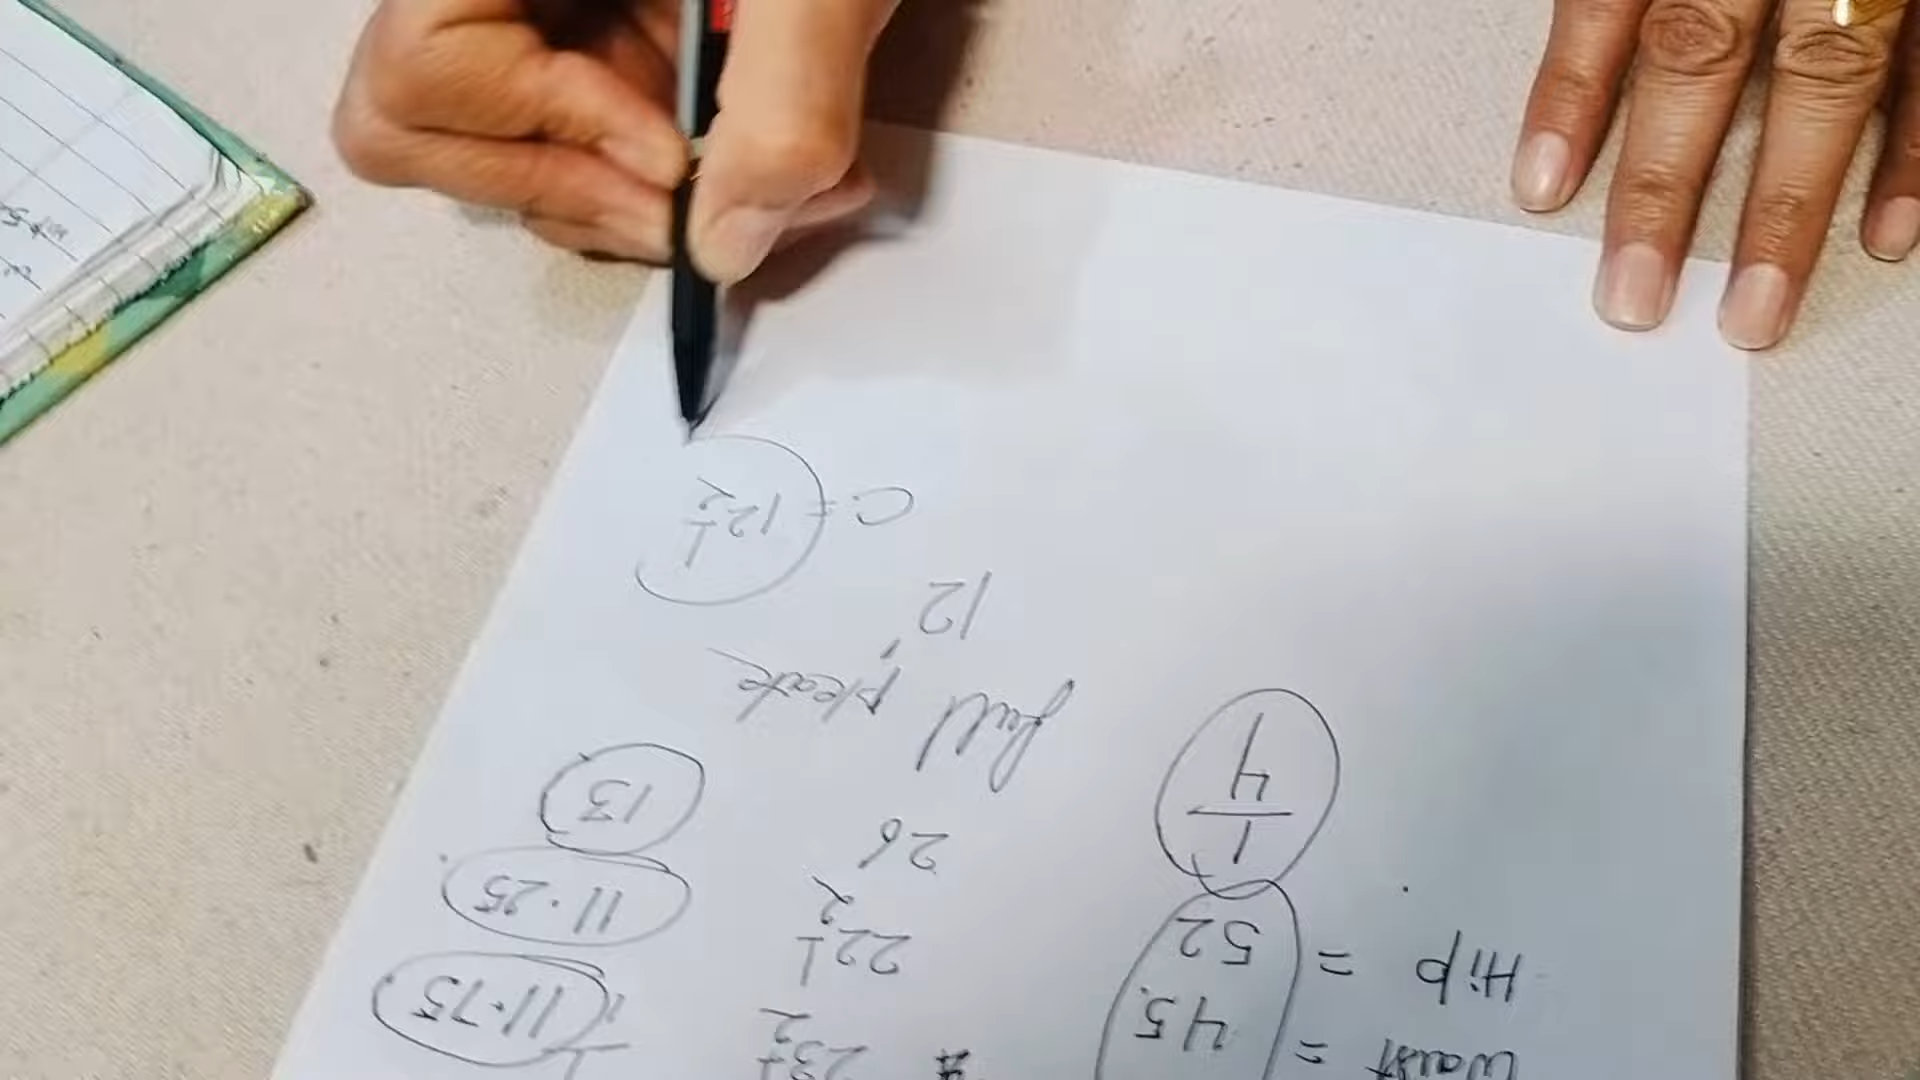 Waist = 45. 23 1/2 11.75
Hip = 52 22 1/2 11.25
1/4 26 13
full pleate
12
C = 12 1/2